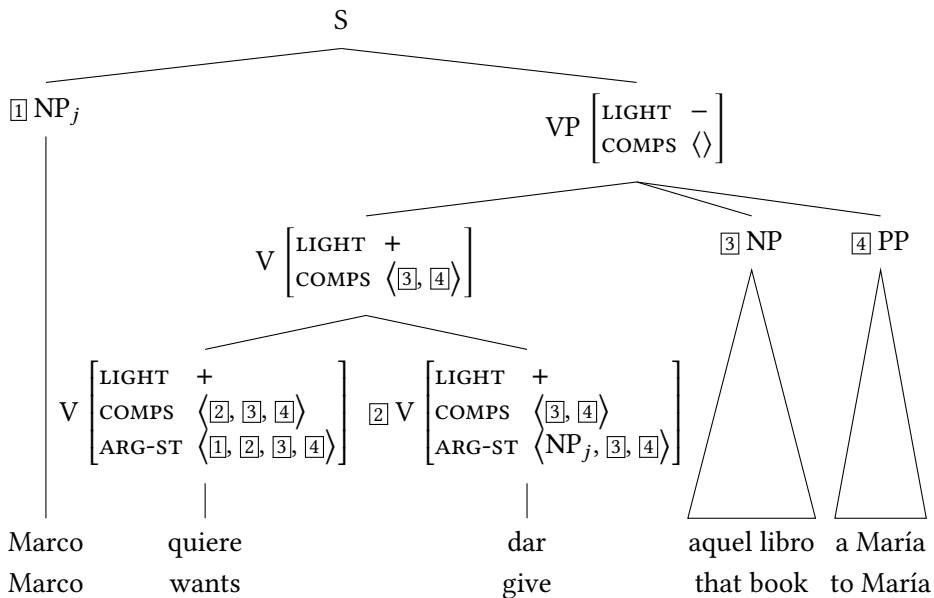 S
1 NP_j
VP [LIGHT −
COMPS ⟨⟩]
V [LIGHT +
COMPS ⟨3, 4⟩]
3 NP
4 PP
V [LIGHT +
COMPS ⟨2, 3, 4⟩
ARG-ST ⟨1, 2, 3, 4⟩]
2 V [LIGHT +
COMPS ⟨3, 4⟩
ARG-ST ⟨NP_j, 3, 4⟩]
Marco quiere dar aquel libro a María
Marco wants give that book to María